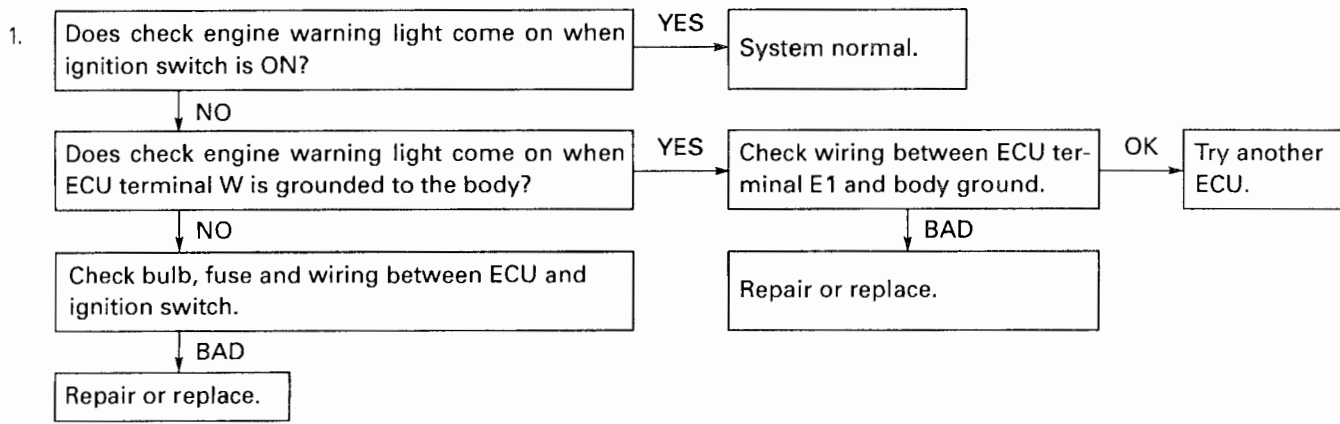 1.
Does check engine warning light come on when
ignition switch is ON?
YES
System normal.
NO
Does check engine warning light come on when
ECU terminal W is grounded to the body?
YES
Check wiring between ECU ter-
minal E1 and body ground.
OK
Try another
ECU.
NO
BAD
Check bulb, fuse and wiring between ECU and
ignition switch.
Repair or replace.
BAD
Repair or replace.